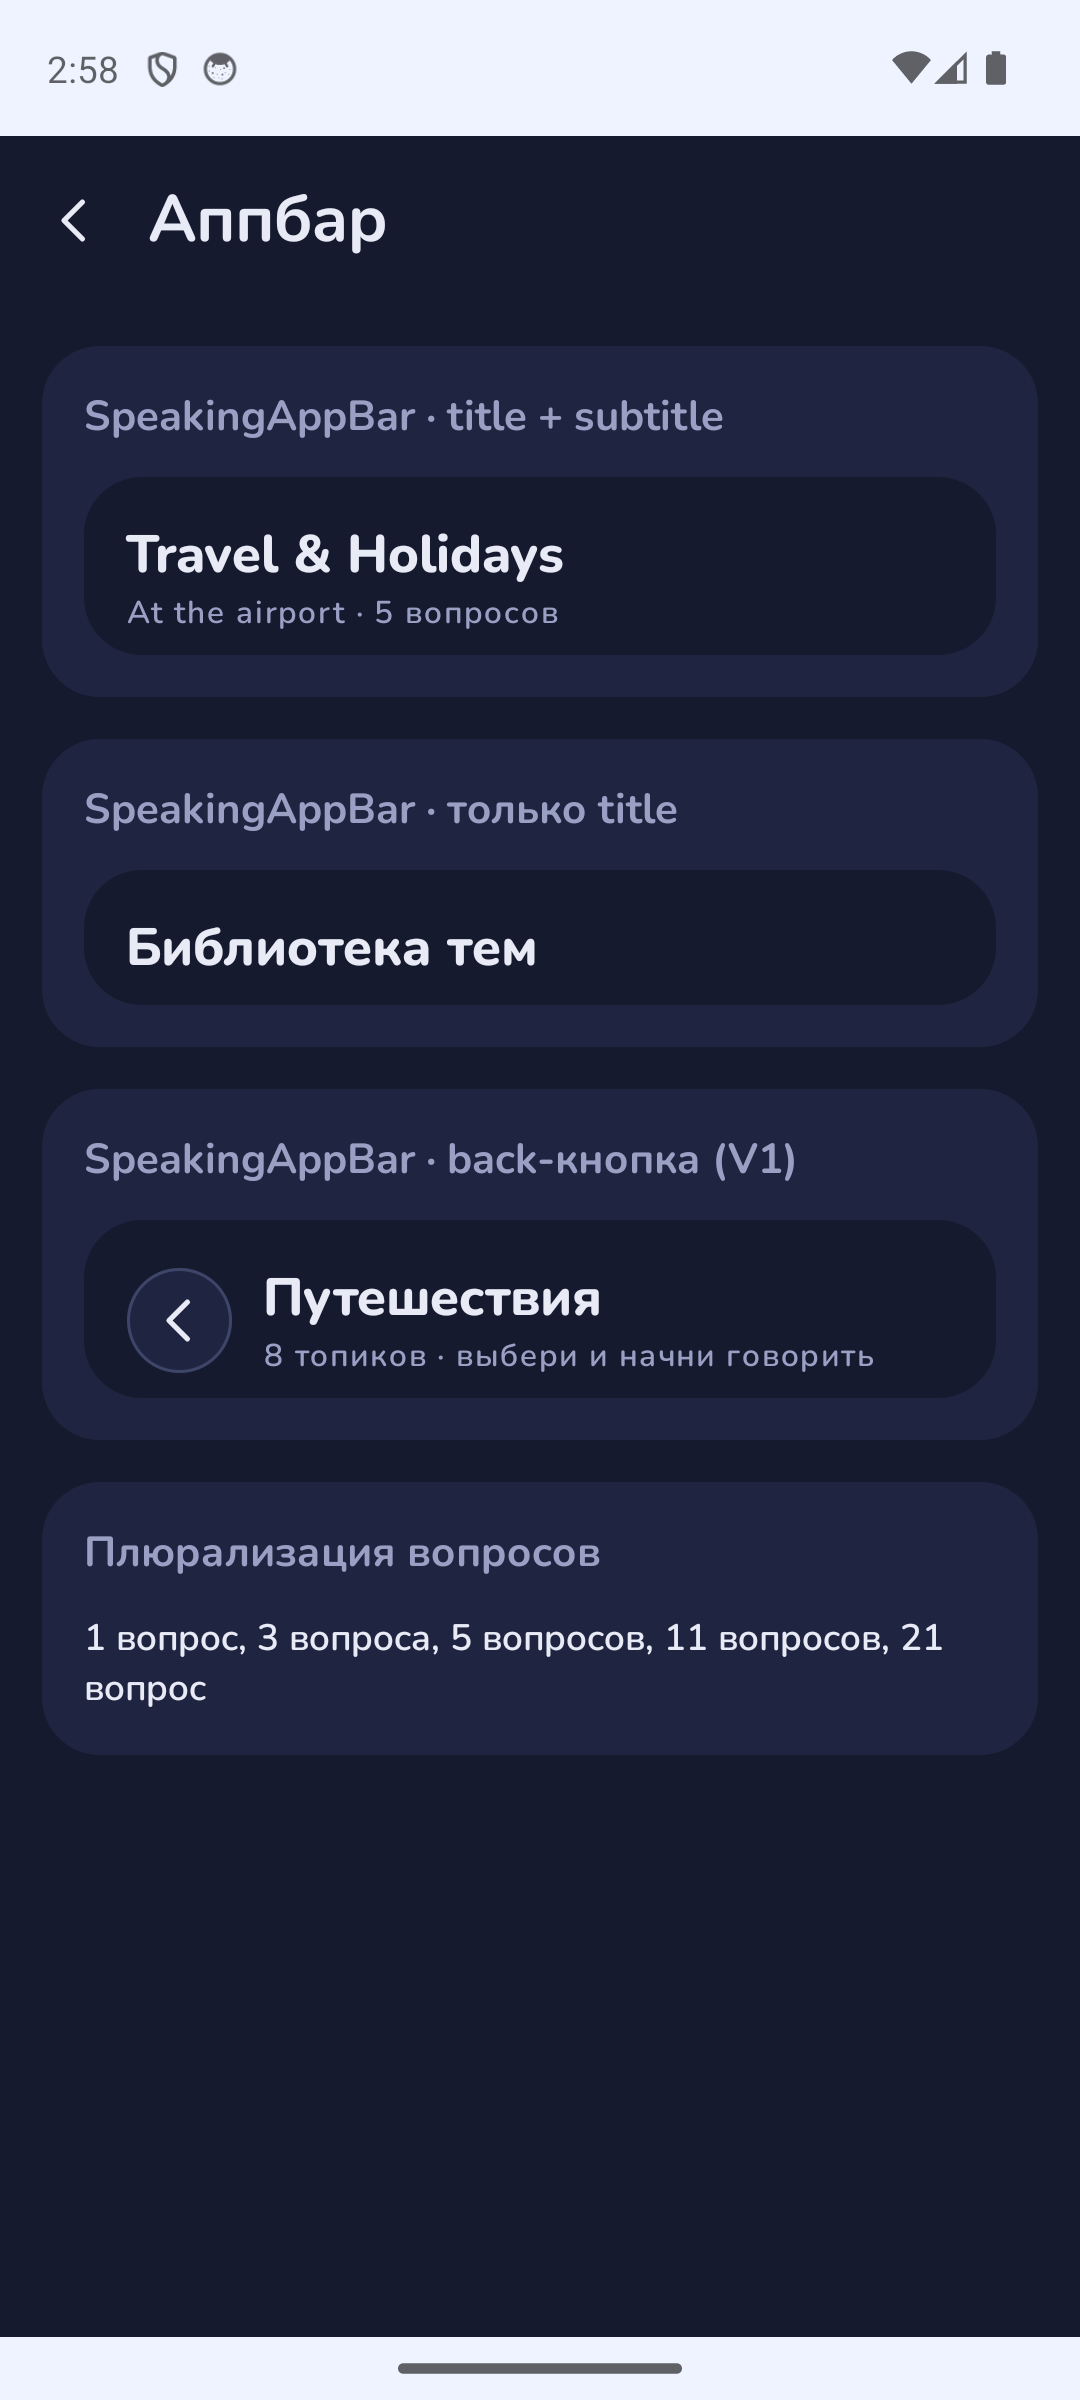 2:58
Аппбар
SpeakingAppBar · title + subtitle
Travel & Holidays
At the airport · 5 вопросов
SpeakingAppBar · только title
Библиотека тем
SpeakingAppBar · back-кнопка (V1)
Путешествия
8 топиков · выбери и начни говорить
Плюрализация вопросов
1 вопрос, 3 вопроса, 5 вопросов, 11 вопросов, 21
вопрос